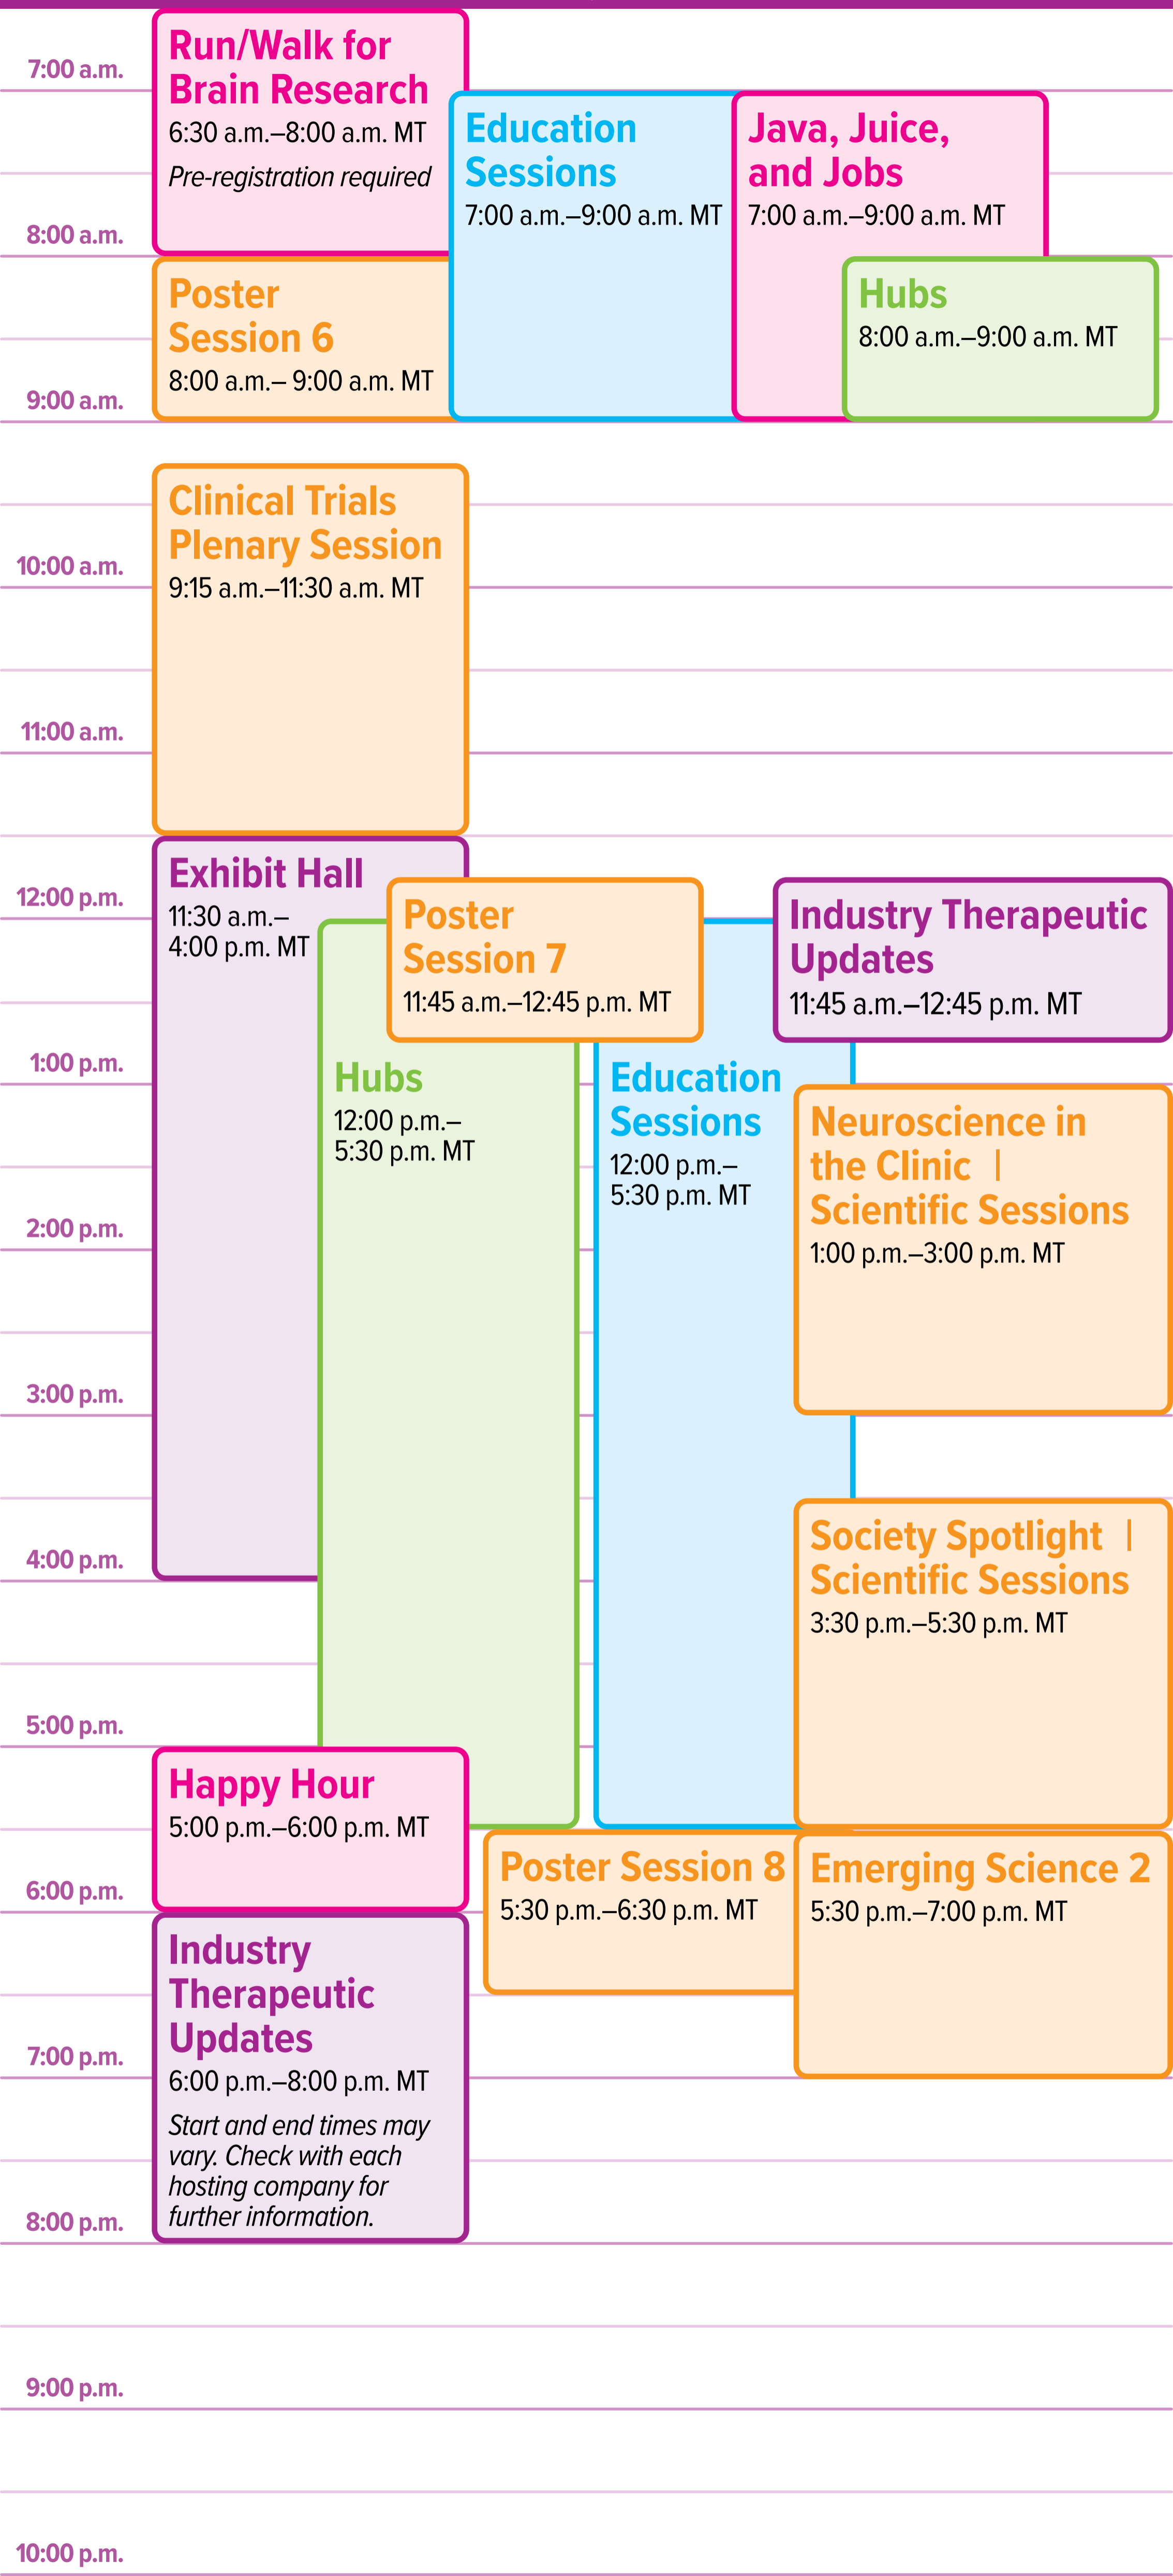 7:00 a.m.
8:00 a.m.
9:00 a.m.
10:00 a.m.
11:00 a.m.
12:00 p.m.
1:00 p.m.
2:00 p.m.
3:00 p.m.
4:00 p.m.
5:00 p.m.
6:00 p.m.
7:00 p.m.
8:00 p.m.
9:00 p.m.
10:00 p.m.
Run/Walk for
Brain Research
6:30 a.m.–8:00 a.m. MT
Pre-registration required
Education
Sessions
7:00 a.m.–9:00 a.m. MT
Java, Juice,
and Jobs
7:00 a.m.–9:00 a.m. MT
Poster
Session 6
8:00 a.m.– 9:00 a.m. MT
Hubs
8:00 a.m.–9:00 a.m. MT
Clinical Trials
Plenary Session
9:15 a.m.–11:30 a.m. MT
Exhibit Hall
11:30 a.m.–
4:00 p.m. MT
Poster
Session 7
11:45 a.m.–12:45 p.m. MT
Industry Therapeutic
Updates
11:45 a.m.–12:45 p.m. MT
Hubs
12:00 p.m.–
5:30 p.m. MT
Education
Sessions
12:00 p.m.–
5:30 p.m. MT
Neuroscience in
the Clinic |
Scientific Sessions
1:00 p.m.–3:00 p.m. MT
Society Spotlight |
Scientific Sessions
3:30 p.m.–5:30 p.m. MT
Happy Hour
5:00 p.m.–6:00 p.m. MT
Poster Session 8
5:30 p.m.–6:30 p.m. MT
Emerging Science 2
5:30 p.m.–7:00 p.m. MT
Industry
Therapeutic
Updates
6:00 p.m.–8:00 p.m. MT
Start and end times may
vary. Check with each
hosting company for
further information.